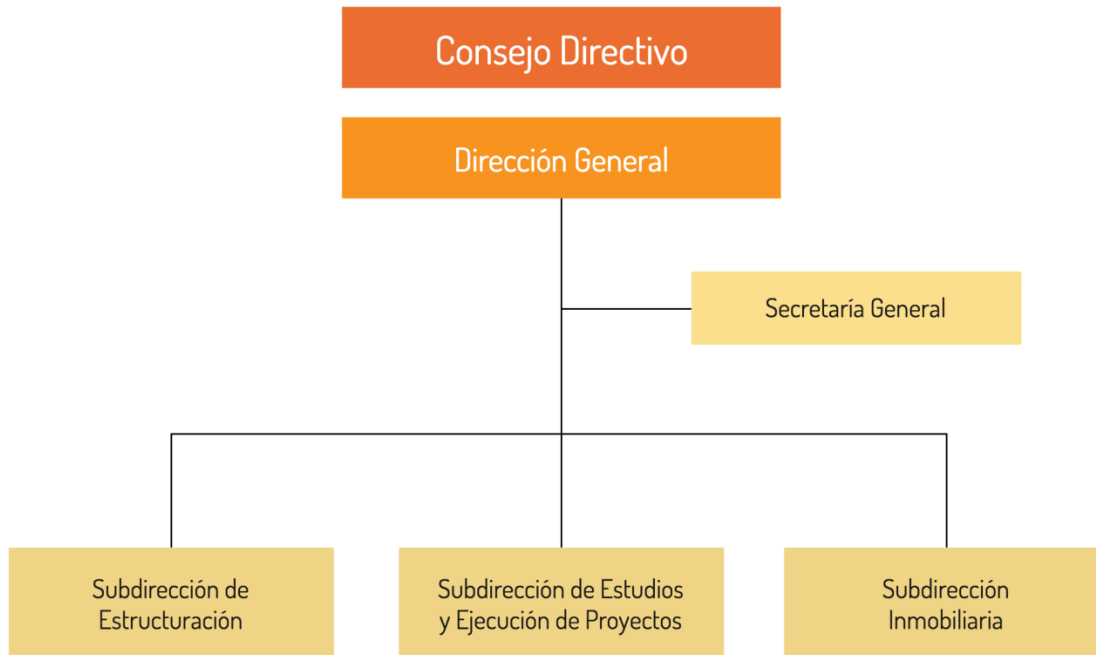 Consejo Directivo
Dirección General
Secretaría General
Subdirección de
Estructuración
Subdirección de Estudios
y Ejecución de Proyectos
Subdirección
Inmobiliaria